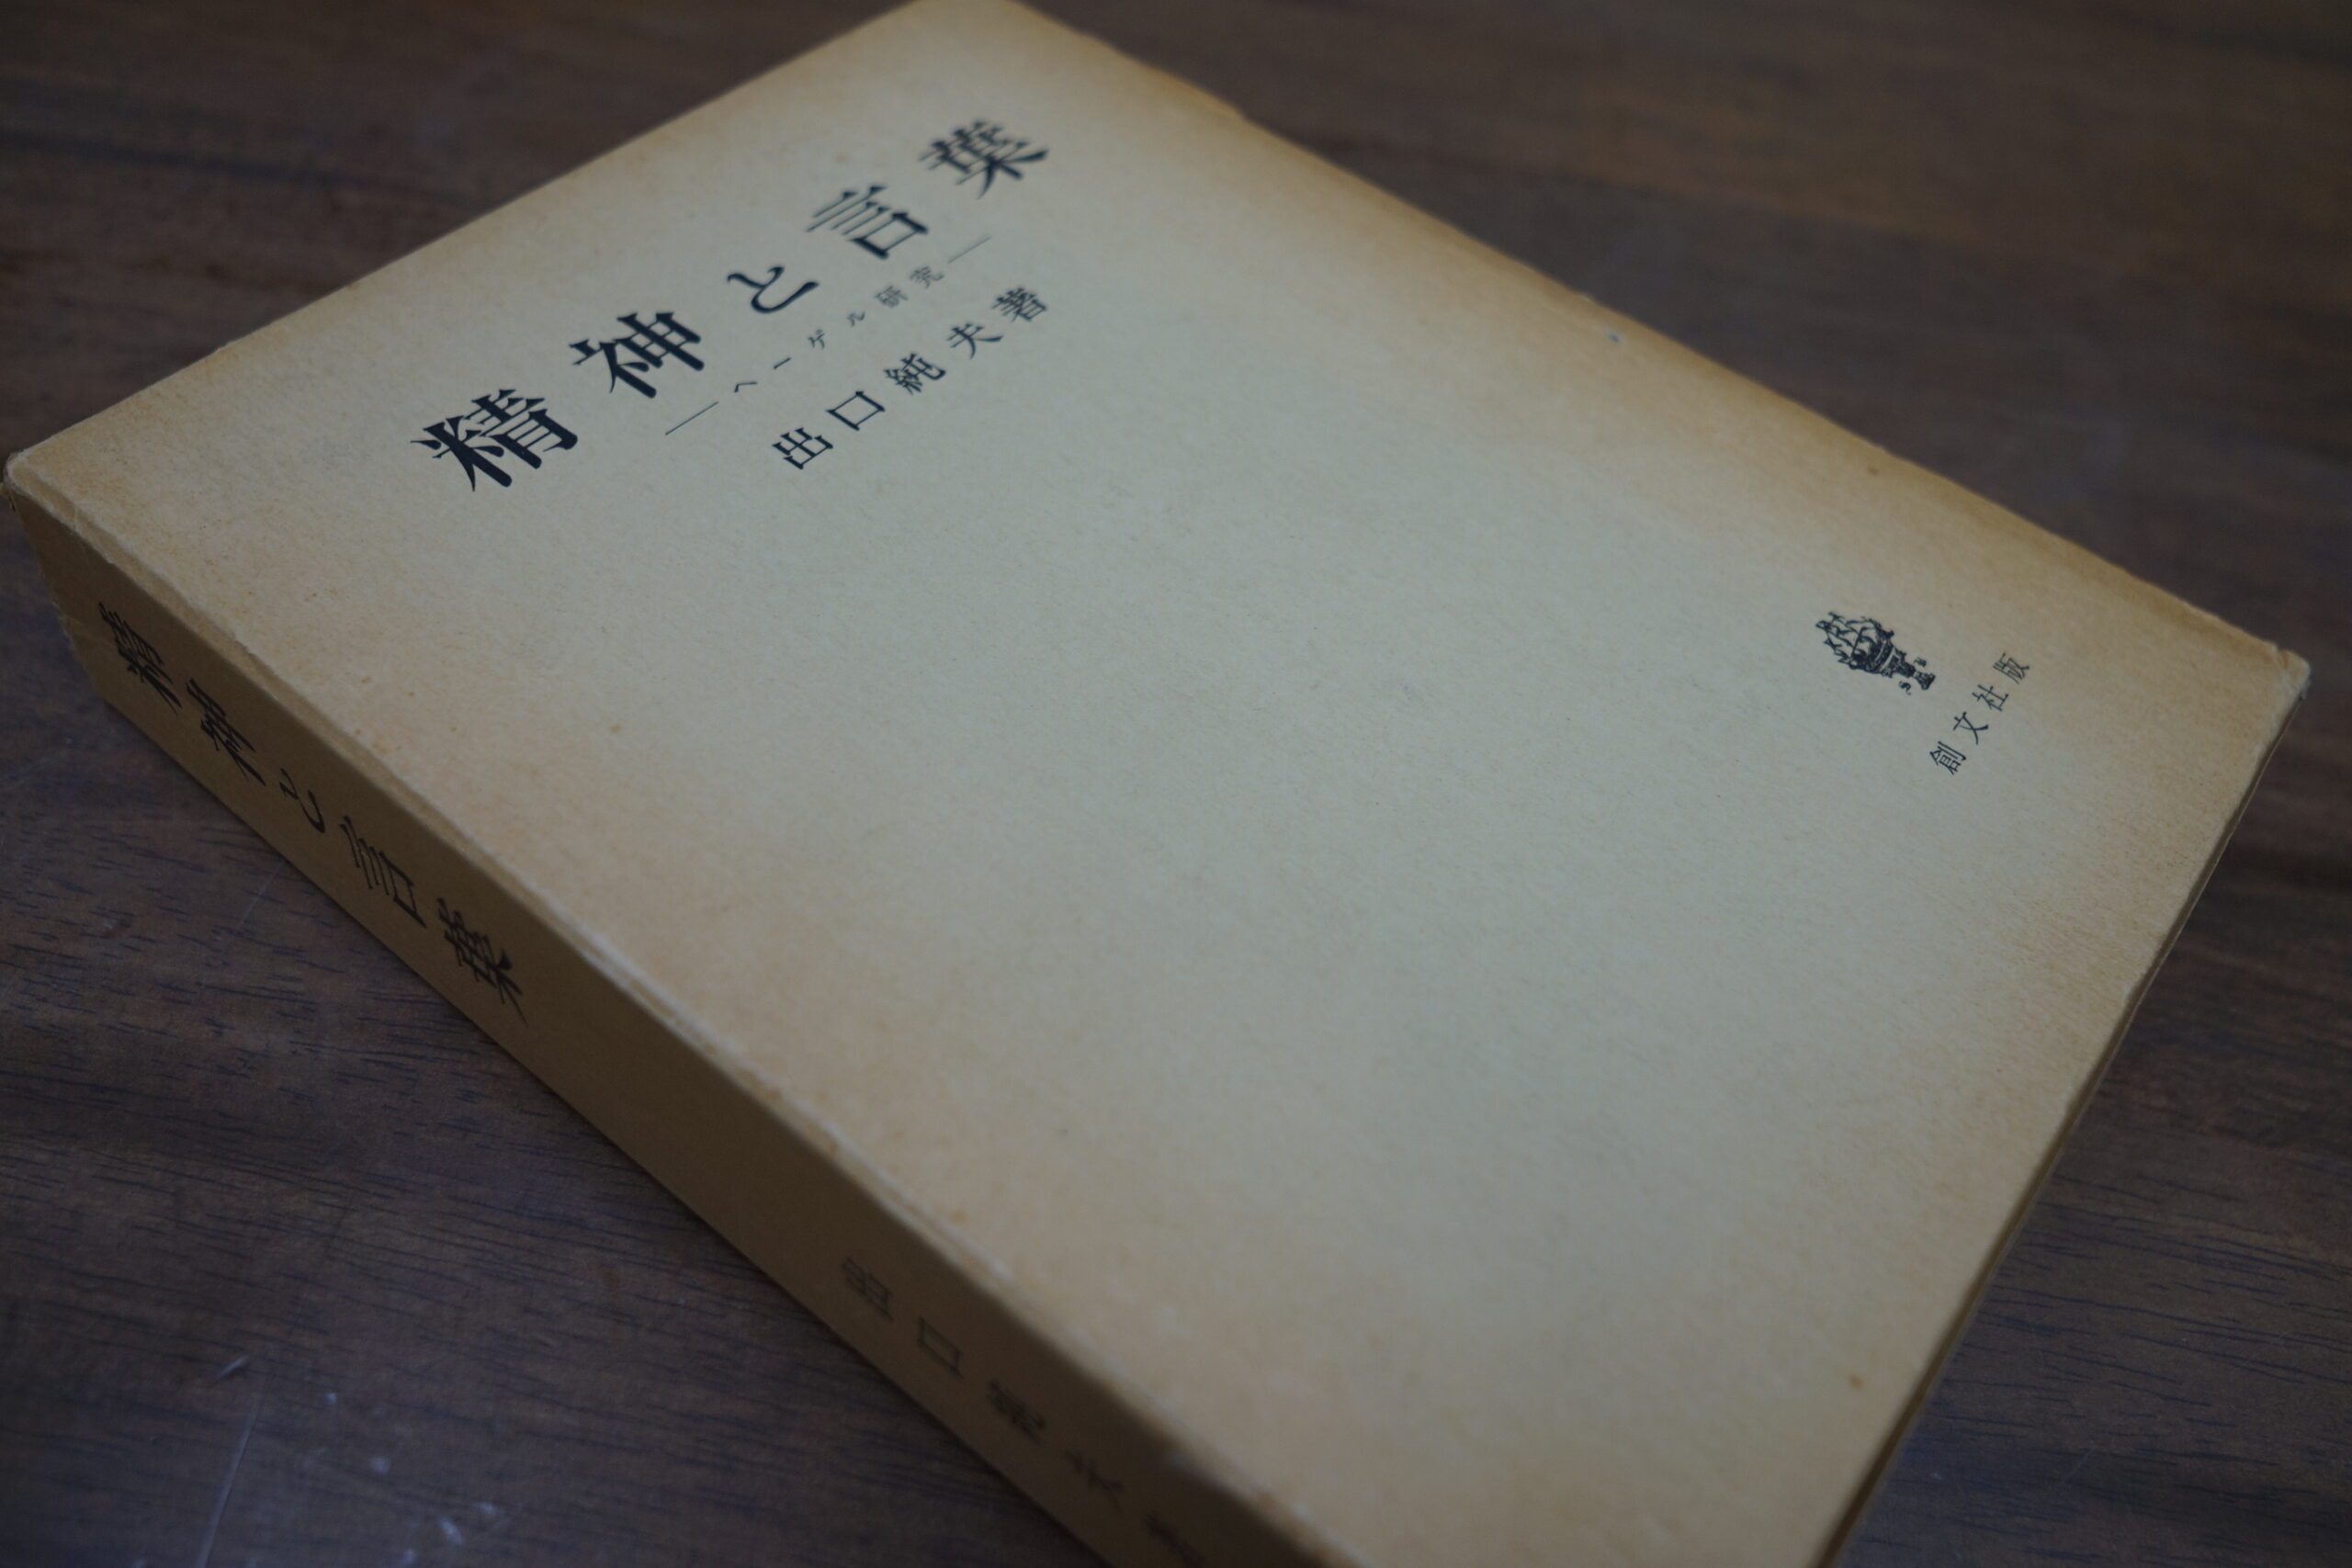 精神と言葉
―ヘーゲル研究―
出口純夫著
創文社版
精神と言葉
出口純夫著